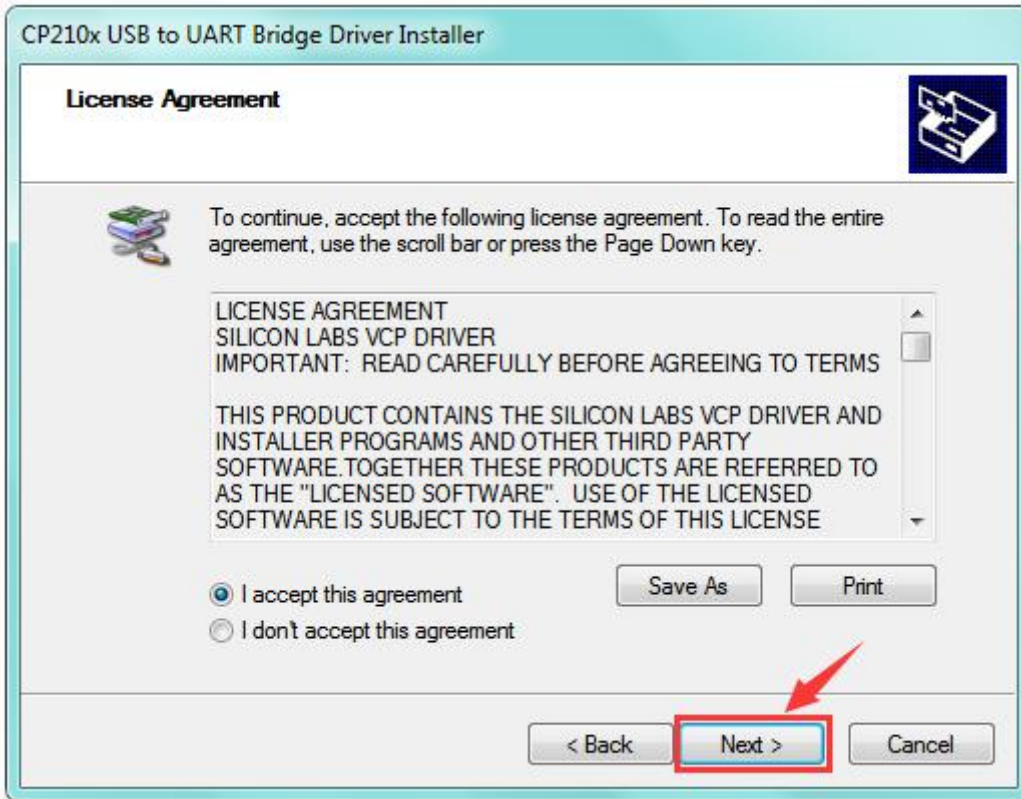 CP210x USB to UART Bridge Driver Installer
License Agreement
To continue, accept the following license agreement. To read the entire
agreement, use the scroll bar or press the Page Down key.
LICENSE AGREEMENT
SILICON LABS VCP DRIVER
IMPORTANT:  READ CAREFULLY BEFORE AGREEING TO TERMS
THIS PRODUCT CONTAINS THE SILICON LABS VCP DRIVER AND
INSTALLER PROGRAMS AND OTHER THIRD PARTY
SOFTWARE.TOGETHER THESE PRODUCTS ARE REFERRED TO
AS THE "LICENSED SOFTWARE".  USE OF THE LICENSED
SOFTWARE IS SUBJECT TO THE TERMS OF THIS LICENSE
I accept this agreement
Save As
Print
I don't accept this agreement
< Back
Next >
Cancel